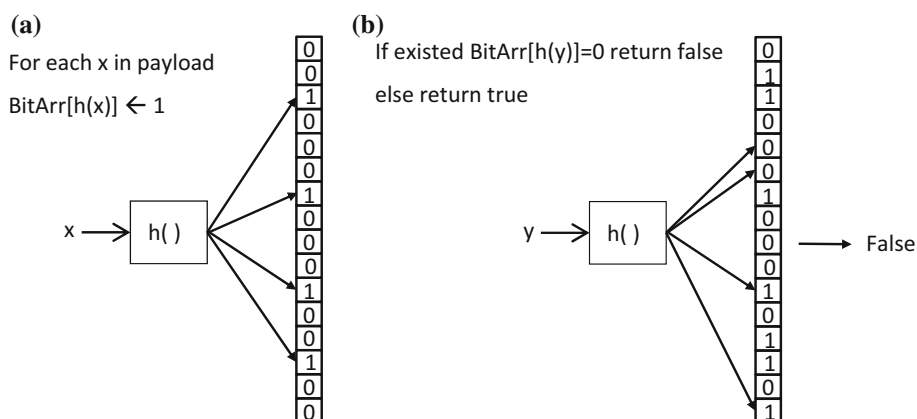 (a)
For each x in payload
BitArr[h(x)] ← 1
x
h( )
0
0
1
0
0
0
1
0
0
0
1
0
0
1
0
0
(b)
If existed BitArr[h(y)]=0 return false
else return true
y
h( )
0
1
1
0
0
0
1
0
0
0
1
0
1
1
0
1
False